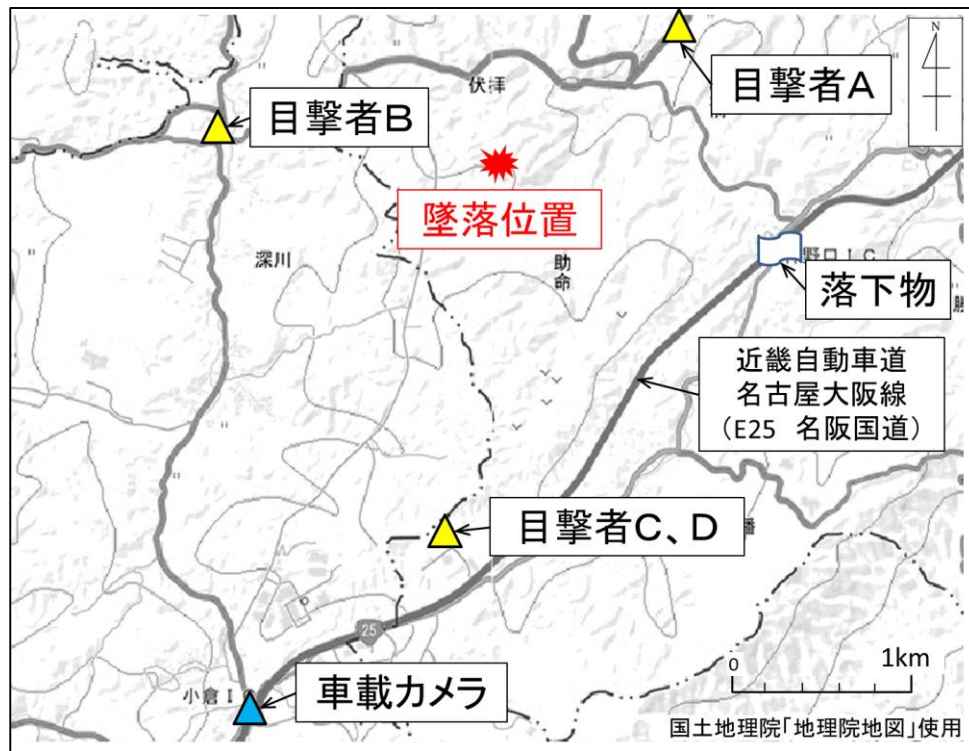 N
目撃者A
伏拝
目撃者B
墜落位置
深川
助命
野口IC
落下物
近畿自動車道
名古屋大阪線
(E25 名阪国道)
目撃者C、D
25
小倉I
車載カメラ
0
1km
国土地理院「地理院地図」使用